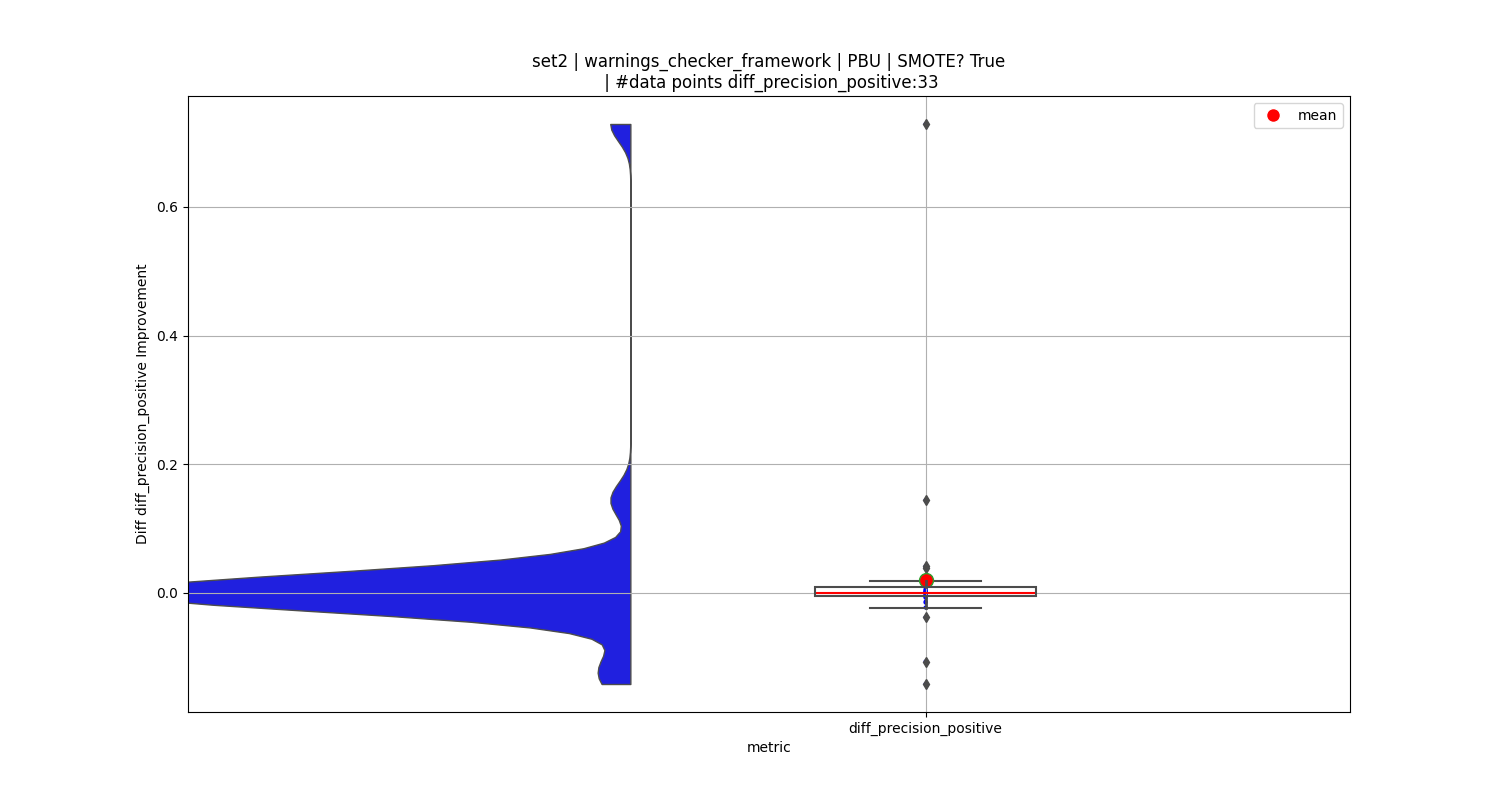 set2 | warnings_checker_framework | PBU | SMOTE? True
| #data points diff_precision_positive:33
mean
0.6
0.4
0.2
0.0
Diff diff_precision_positive Improvement
diff_precision_positive
metric